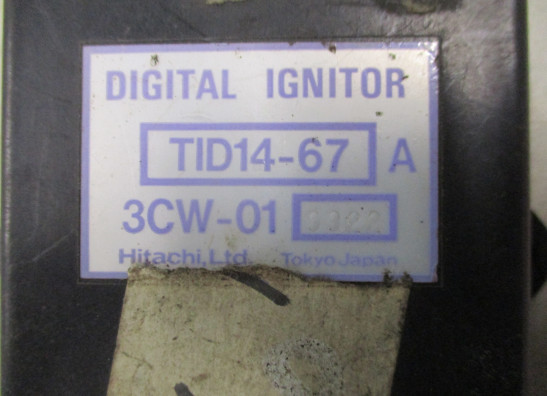 DIGITAL IGNITOR
TID14-67 A
3CW-01
Hitachi,Ltd. Tokyo Japan